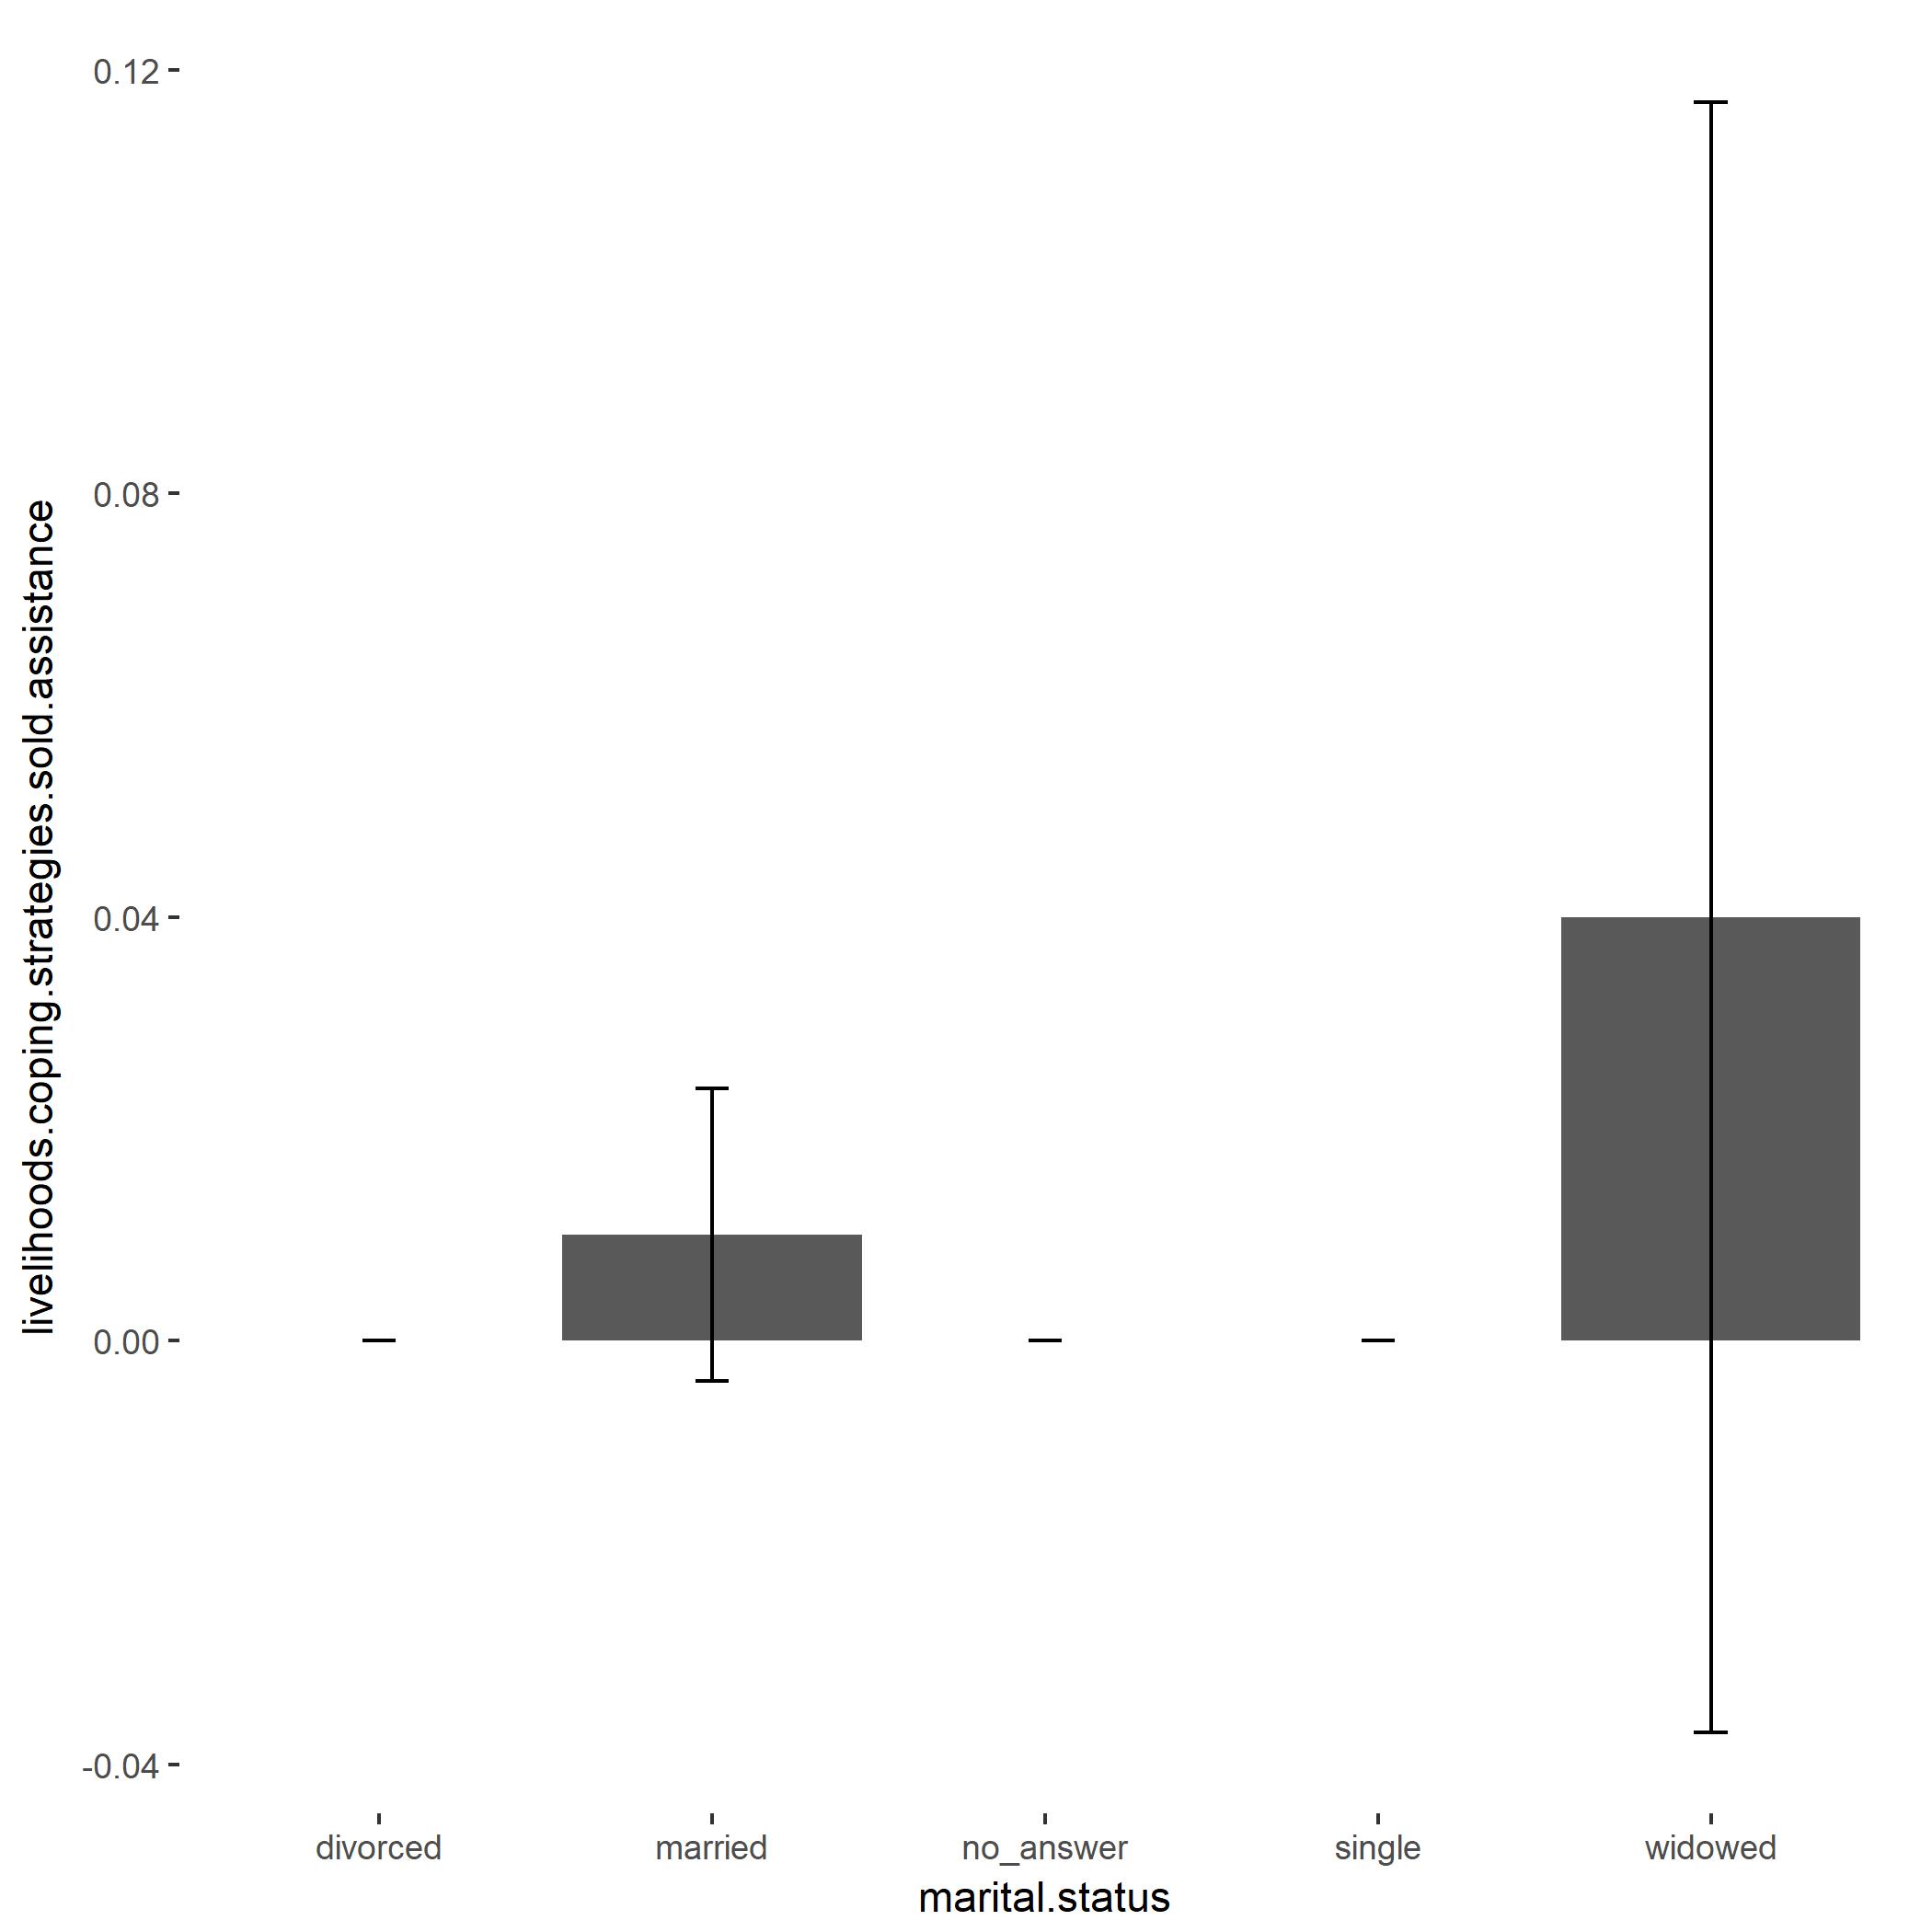 0.12
0.08
0.04
0.00
-0.04
livelihoods.coping.strategies.sold.assistance
divorced married no_answer single widowed
marital.status